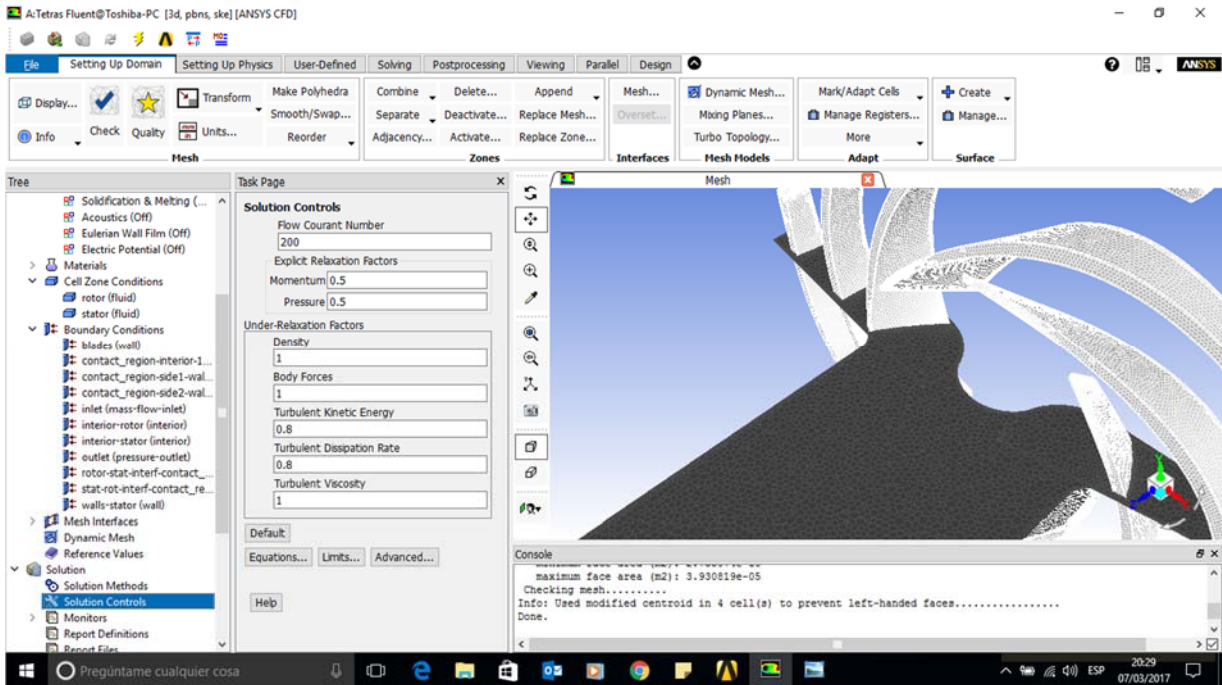 A:Tetras Fluent@Toshiba-PC [3d, pbns, ske] [ANSYS CFD]
File Setting Up Domain Setting Up Physics User-Defined Solving Postprocessing Viewing Parallel Design ANSYS
Display... Transform Make Polyhedra Combine Delete... Append Mesh... Dynamic Mesh... Mark/Adapt Cells Create
Smooth/Swap... Separate Deactivate... Replace Mesh... Overset... Mixing Planes... Manage Registers... Manage...
Info Check Quality Units... Reorder Adjacency... Activate... Replace Zone... Turbo Topology... More
Mesh Zones Interfaces Mesh Models Adapt Surface
Tree
Solidification & Melting (...
Acoustics (Off)
Eulerian Wall Film (Off)
Electric Potential (Off)
Materials
Cell Zone Conditions
rotor (fluid)
stator (fluid)
Boundary Conditions
blades (wall)
contact_region-interior-1...
contact_region-side1-wal...
contact_region-side2-wal...
inlet (mass-flow-inlet)
interior-rotor (interior)
interior-stator (interior)
outlet (pressure-outlet)
rotor-stat-interf-contact_...
stat-rot-interf-contact_re...
walls-stator (wall)
Mesh Interfaces
Dynamic Mesh
Reference Values
Solution
Solution Methods
Solution Controls
Monitors
Report Definitions
Report Files
Task Page
Solution Controls
Flow Courant Number
200
Explicit Relaxation Factors
Momentum 0.5
Pressure 0.5
Under-Relaxation Factors
Density
1
Body Forces
1
Turbulent Kinetic Energy
0.8
Turbulent Dissipation Rate
0.8
Turbulent Viscosity
1
Default
Equations... Limits... Advanced...
Help
Mesh
Console
maximum face area (m2): 3.930819e-05
Checking mesh..........
Info: Used modified centroid in 4 cell(s) to prevent left-handed faces.................
Done.
Pregúntame cualquier cosa
ESP
20:29
07/03/2017